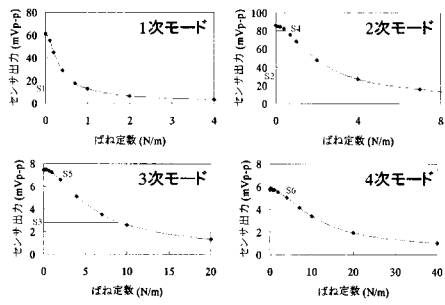 1次モード
センサ出力 (mVp-p)
80
60
40
20
0
S1
0
1
2
3
4
ばね定数 (N/m)
2次モード
センサ出力 (mVp-p)
100
80
60
40
20
0
S4
S2
0
4
8
ばね定数 (N/m)
3次モード
センサ出力 (mVp-p)
8
6
4
2
0
S5
S3
0
5
10
15
20
ばね定数 (N/m)
4次モード
センサ出力 (mVp-p)
8
6
4
2
0
S6
0
10
20
30
40
ばね定数 (N/m)